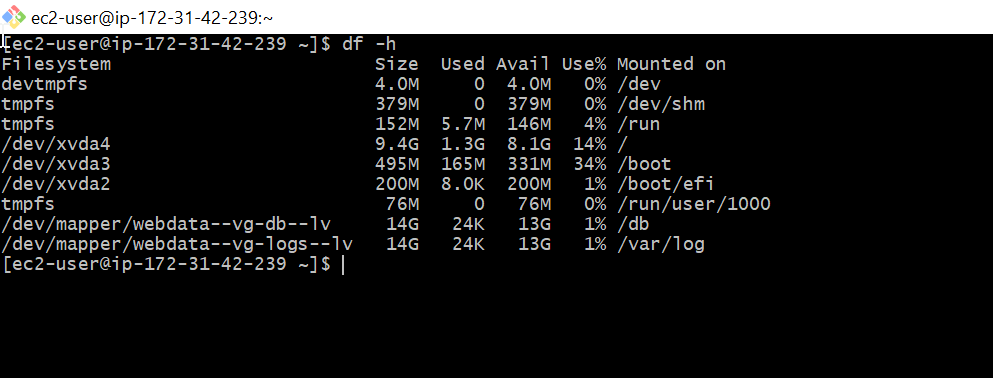 ec2-user@ip-172-31-42-239:~
[ec2-user@ip-172-31-42-239 ~]$ df -h
Filesystem                        Size  Used Avail Use% Mounted on
devtmpfs                          4.0M     0  4.0M   0% /dev
tmpfs                             379M     0  379M   0% /dev/shm
tmpfs                             152M  5.7M  146M   4% /run
/dev/xvda4                        9.4G  1.3G  8.1G  14% /
/dev/xvda3                        495M  165M  331M  34% /boot
/dev/xvda2                        200M  8.0K  200M   1% /boot/efi
tmpfs                              76M     0   76M   0% /run/user/1000
/dev/mapper/webdata--vg-db--lv     14G   24K   13G   1% /db
/dev/mapper/webdata--vg-logs--lv   14G   24K   13G   1% /var/log
[ec2-user@ip-172-31-42-239 ~]$